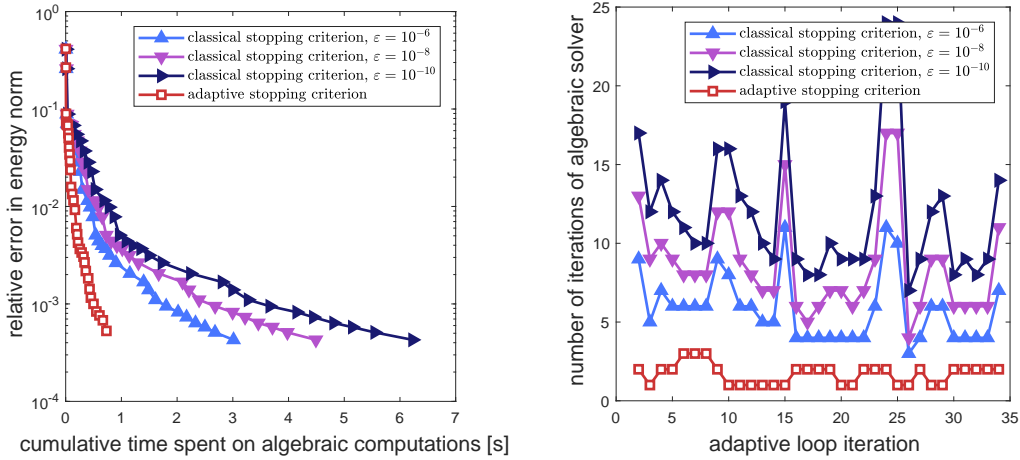 relative error in energy norm
10^0
10^-1
10^-2
10^-3
10^-4
classical stopping criterion, ε = 10^-6
classical stopping criterion, ε = 10^-8
classical stopping criterion, ε = 10^-10
adaptive stopping criterion
0 1 2 3 4 5 6 7
cumulative time spent on algebraic computations [s]
number of iterations of algebraic solver
25
20
15
10
5
0
classical stopping criterion, ε = 10^-6
classical stopping criterion, ε = 10^-8
classical stopping criterion, ε = 10^-10
adaptive stopping criterion
0 5 10 15 20 25 30 35
adaptive loop iteration